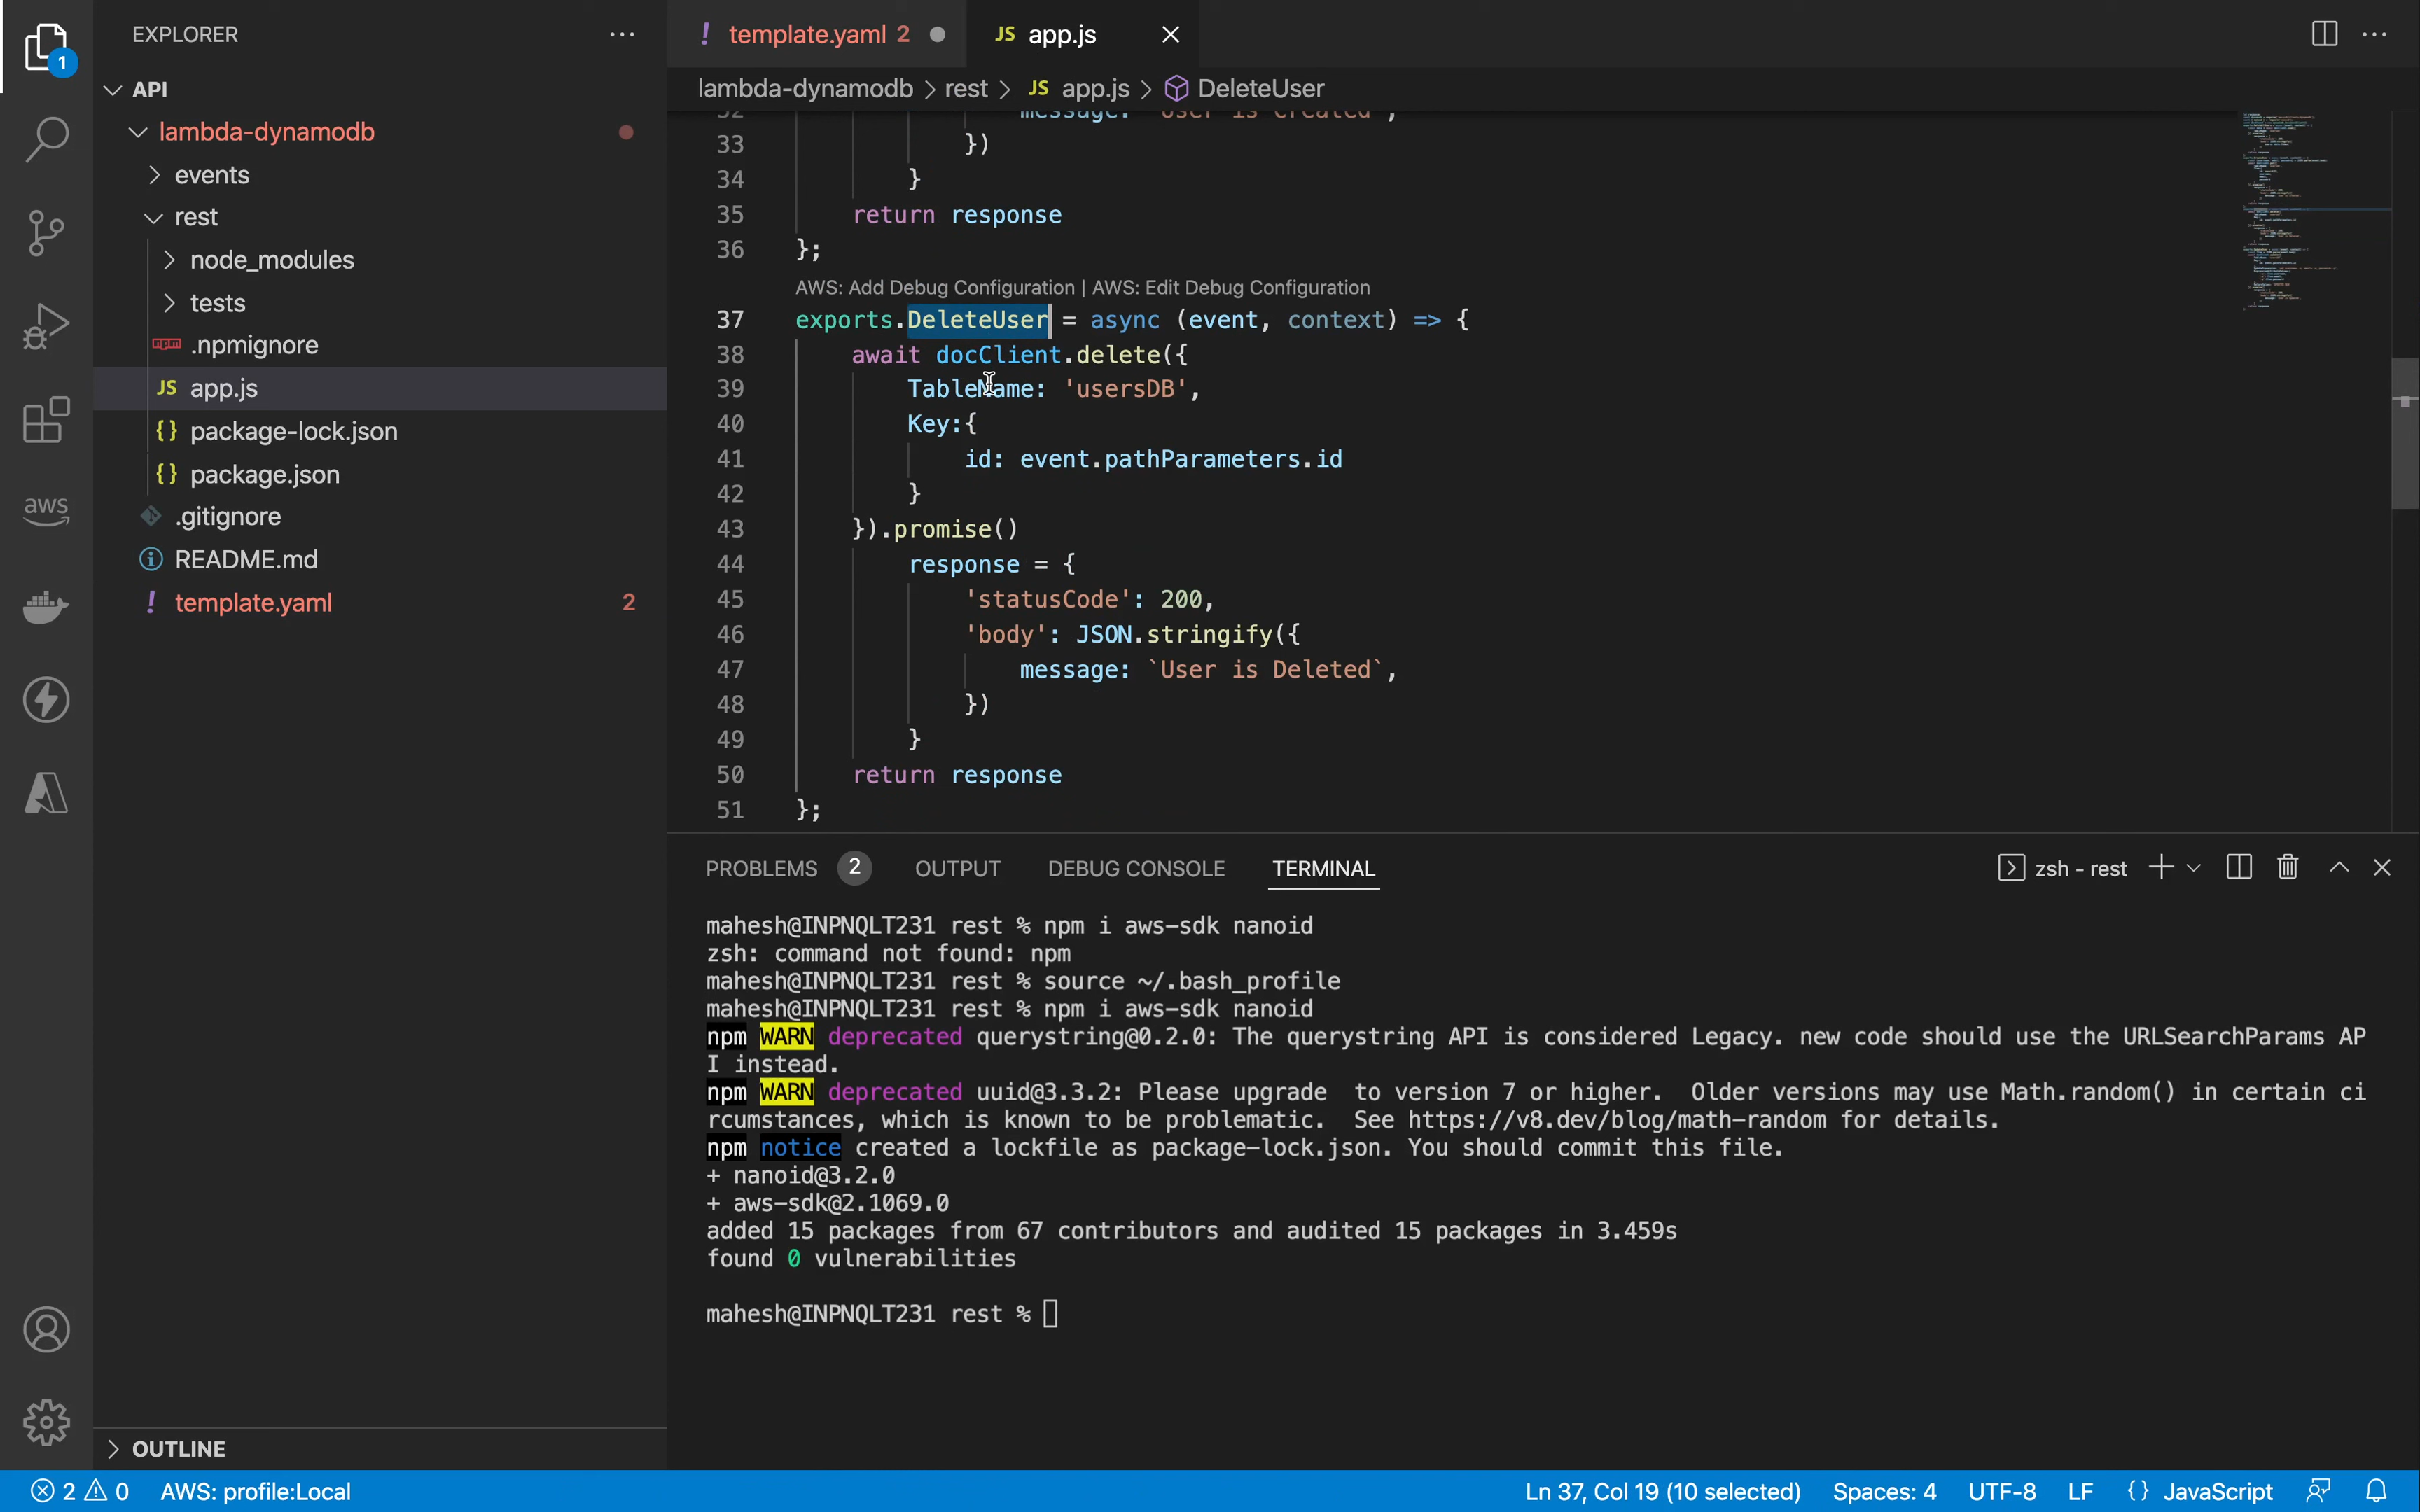 EXPLORER
1
API
lambda-dynamodb
events
rest
node_modules
tests
.npmignore
JS app.js
{} package-lock.json
{} package.json
.gitignore
README.md
! template.yaml 2
aws
OUTLINE
! template.yaml 2
JS app.js
lambda-dynamodb > rest > JS app.js > DeleteUser
32 message: `User is Created`,
33 })
34 }
35 return response
36 };
AWS: Add Debug Configuration | AWS: Edit Debug Configuration
37 exports.DeleteUser = async (event, context) => {
38 await docClient.delete({
39 TableName: 'usersDB',
40 Key:{
41 id: event.pathParameters.id
42 }
43 }).promise()
44 response = {
45 'statusCode': 200,
46 'body': JSON.stringify({
47 message: `User is Deleted`,
48 })
49 }
50 return response
51 };
PROBLEMS 2 OUTPUT DEBUG CONSOLE TERMINAL
zsh - rest
mahesh@INPNQLT231 rest % npm i aws-sdk nanoid
zsh: command not found: npm
mahesh@INPNQLT231 rest % source ~/.bash_profile
mahesh@INPNQLT231 rest % npm i aws-sdk nanoid
npm WARN deprecated querystring@0.2.0: The querystring API is considered Legacy. new code should use the URLSearchParams AP
I instead.
npm WARN deprecated uuid@3.3.2: Please upgrade  to version 7 or higher.  Older versions may use Math.random() in certain ci
rcumstances, which is known to be problematic.  See https://v8.dev/blog/math-random for details.
npm notice created a lockfile as package-lock.json. You should commit this file.
+ nanoid@3.2.0
+ aws-sdk@2.1069.0
added 15 packages from 67 contributors and audited 15 packages in 3.459s
found 0 vulnerabilities
mahesh@INPNQLT231 rest %
2 0 AWS: profile:Local
Ln 37, Col 19 (10 selected) Spaces: 4 UTF-8 LF {} JavaScript